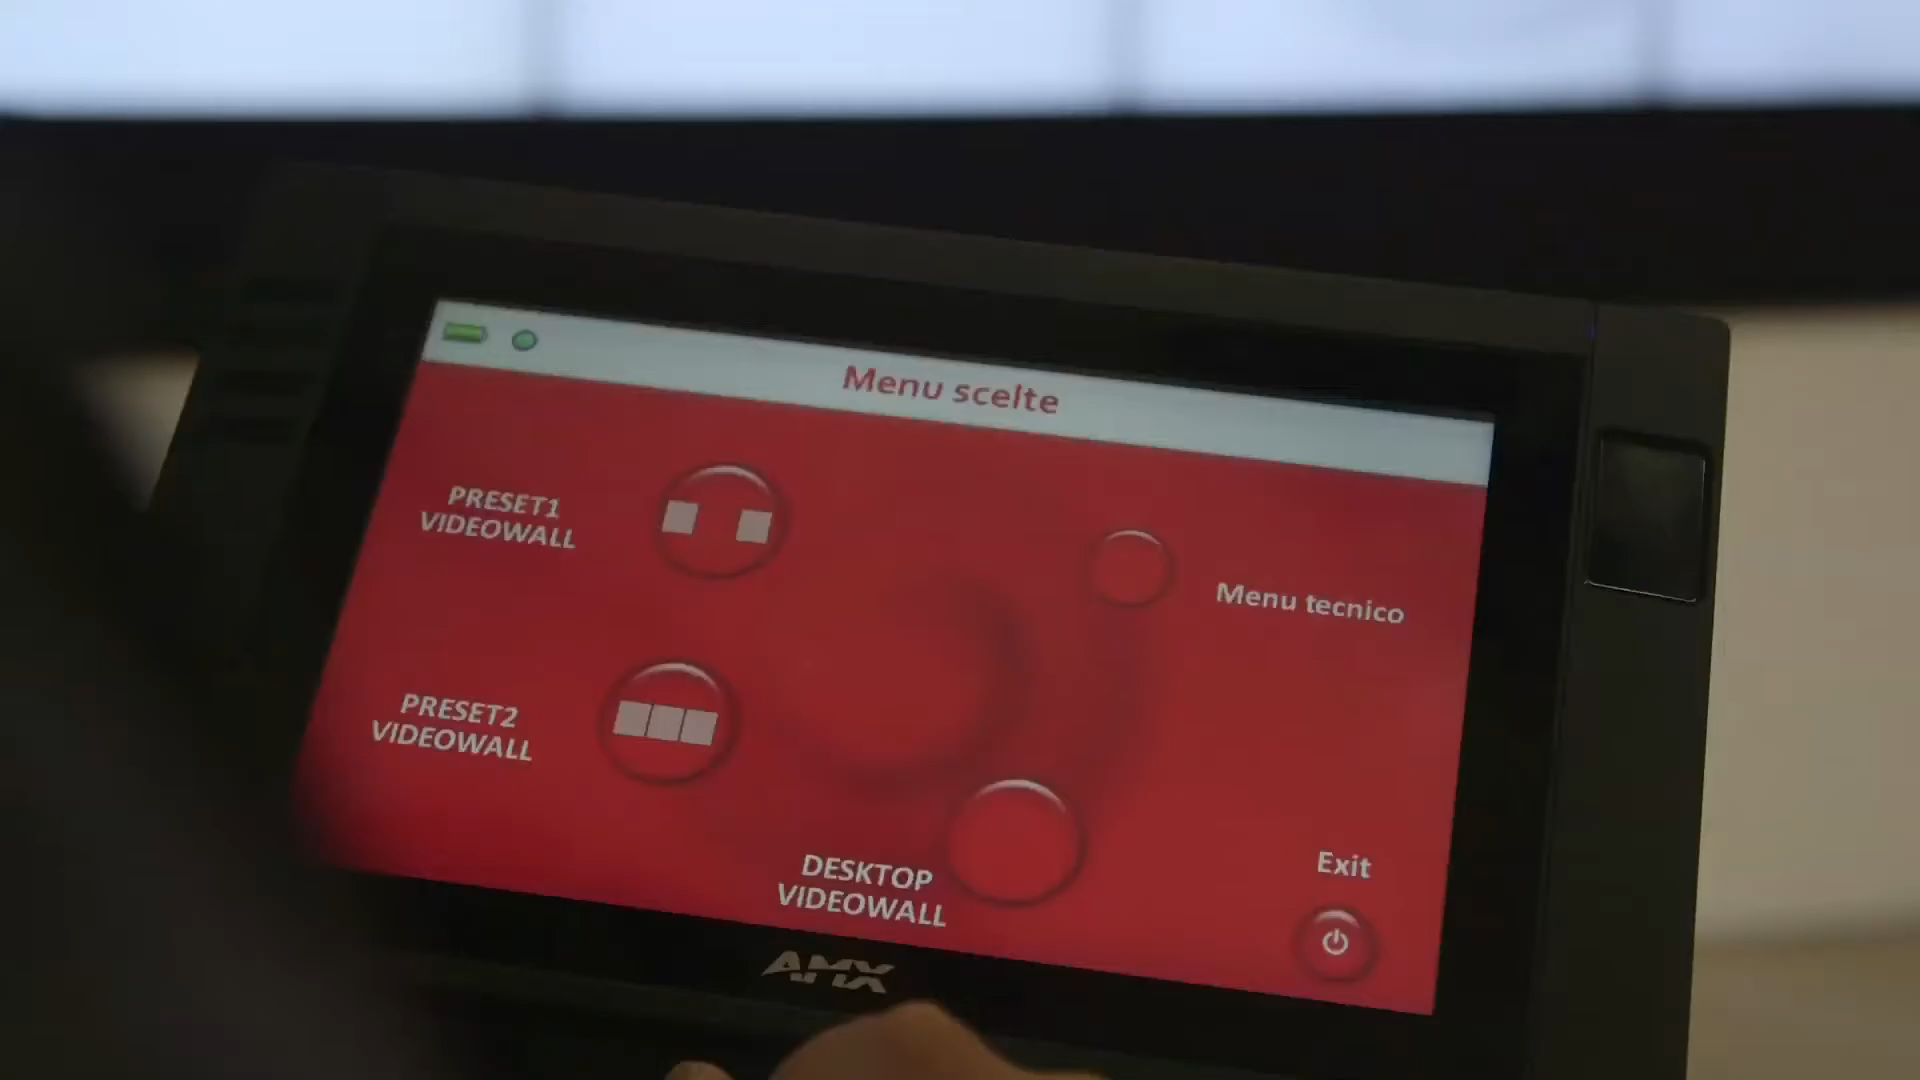 Menu scelte
PRESET1
VIDEOWALL
Menu tecnico
PRESET2
VIDEOWALL
DESKTOP
VIDEOWALL
Exit
AMX